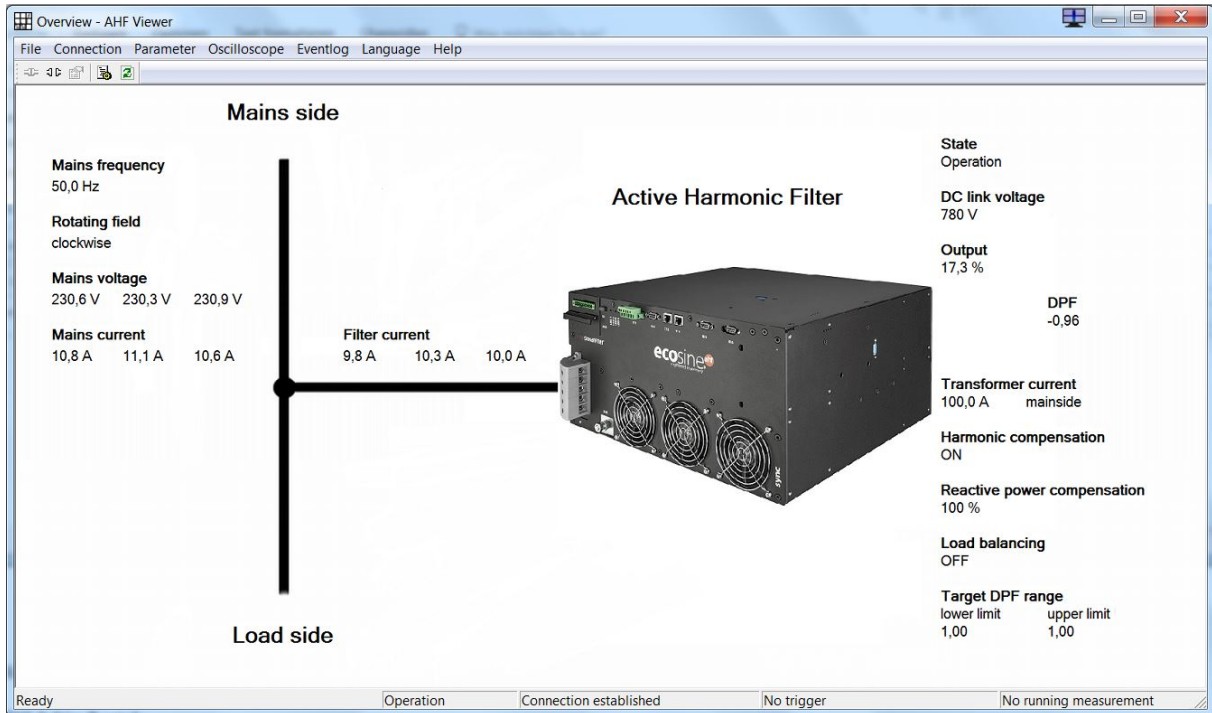 Overview - AHF Viewer
File Connection Parameter Oscilloscope Eventlog Language Help
Mains side
Mains frequency
50,0 Hz
Rotating field
clockwise
Mains voltage
230,6 V 230,3 V 230,9 V
Mains current
10,8 A 11,1 A 10,6 A
Filter current
9,8 A 10,3 A 10,0 A
Load side
Active Harmonic Filter
ecosine
sync
State
Operation
DC link voltage
780 V
Output
17,3 %
DPF
-0,96
Transformer current
100,0 A mainside
Harmonic compensation
ON
Reactive power compensation
100 %
Load balancing
OFF
Target DPF range
lower limit upper limit
1,00 1,00
Ready Operation Connection established No trigger No running measurement